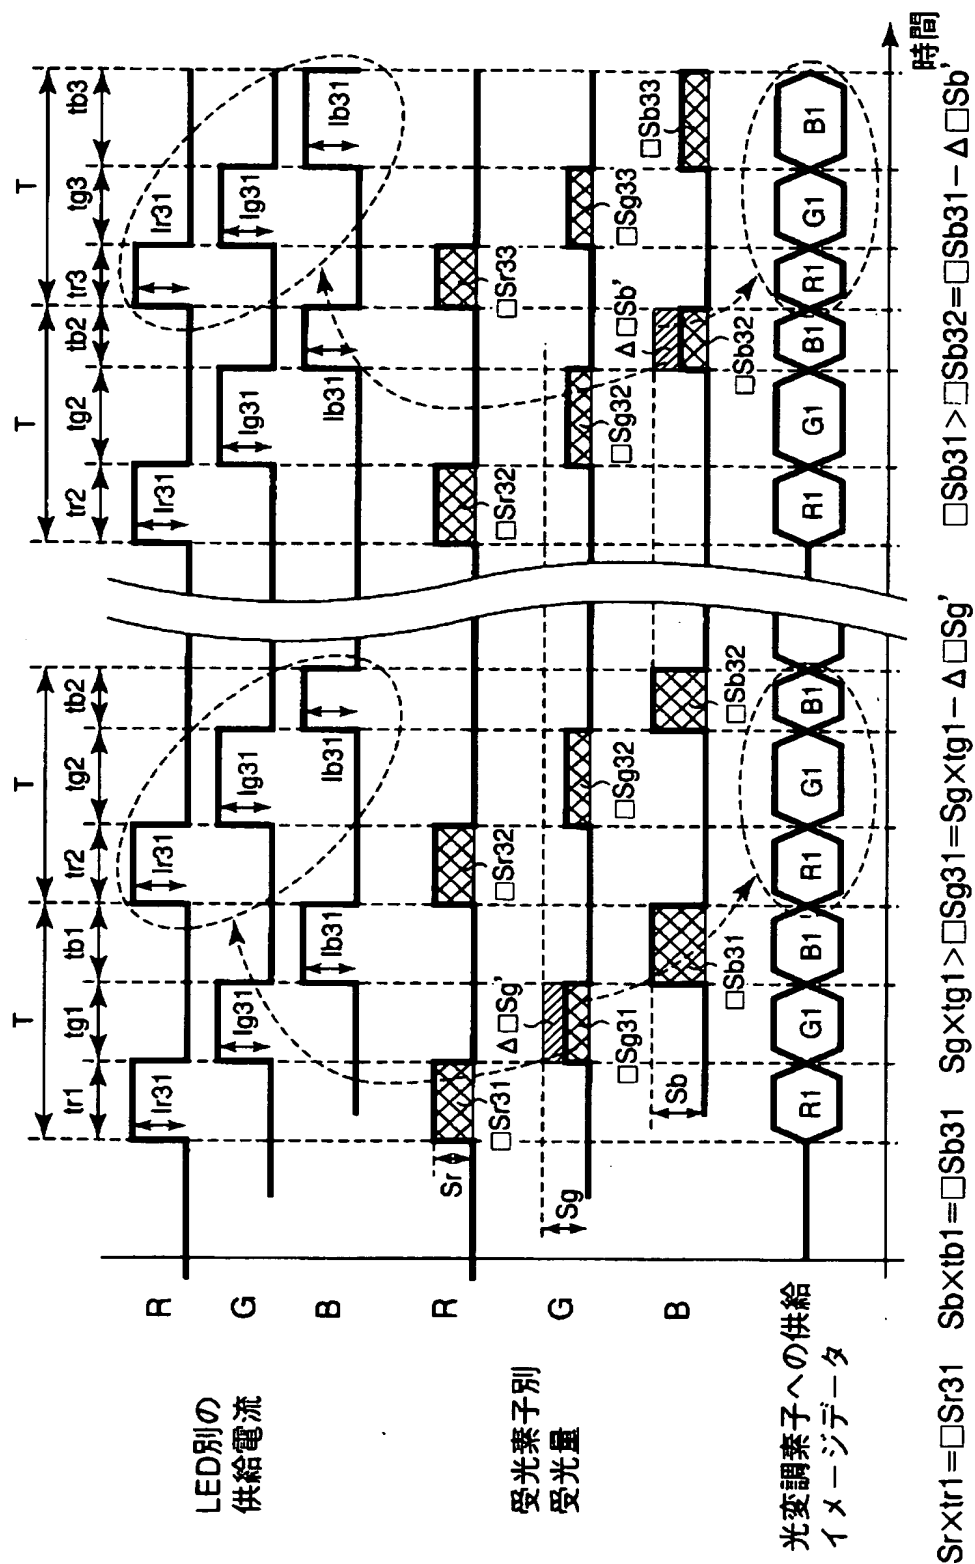 T
T
T
T
tr1
tg1
tb1
tr2
tg2
tb2
tr2
tg2
tb2
tr3
tg3
tb3
LED別の
供給電流
R
Ir31
Ir31
Ir31
Ir31
G
Ig31
Ig31
Ig31
Ig31
B
Ib31
Ib31
Ib31
Ib31
受光素子別
受光量
R
Sr
□Sr31
□Sr32
□Sr32
□Sr33
G
Sg
Δ□Sg'
□Sg31
□Sg32
□Sg32
□Sg33
B
Sb
□Sb31
□Sb32
Δ□Sb'
□Sb32
□Sb33
光変調素子への供給
イメージデータ
R1
G1
B1
R1
G1
B1
R1
G1
B1
R1
G1
B1
時間
Sr×tr1=□Sr31 Sb×tb1=□Sb31 Sg×tg1>□Sg31=Sg×tg1-Δ□Sg' □Sb31>□Sb32=□Sb31-Δ□Sb'